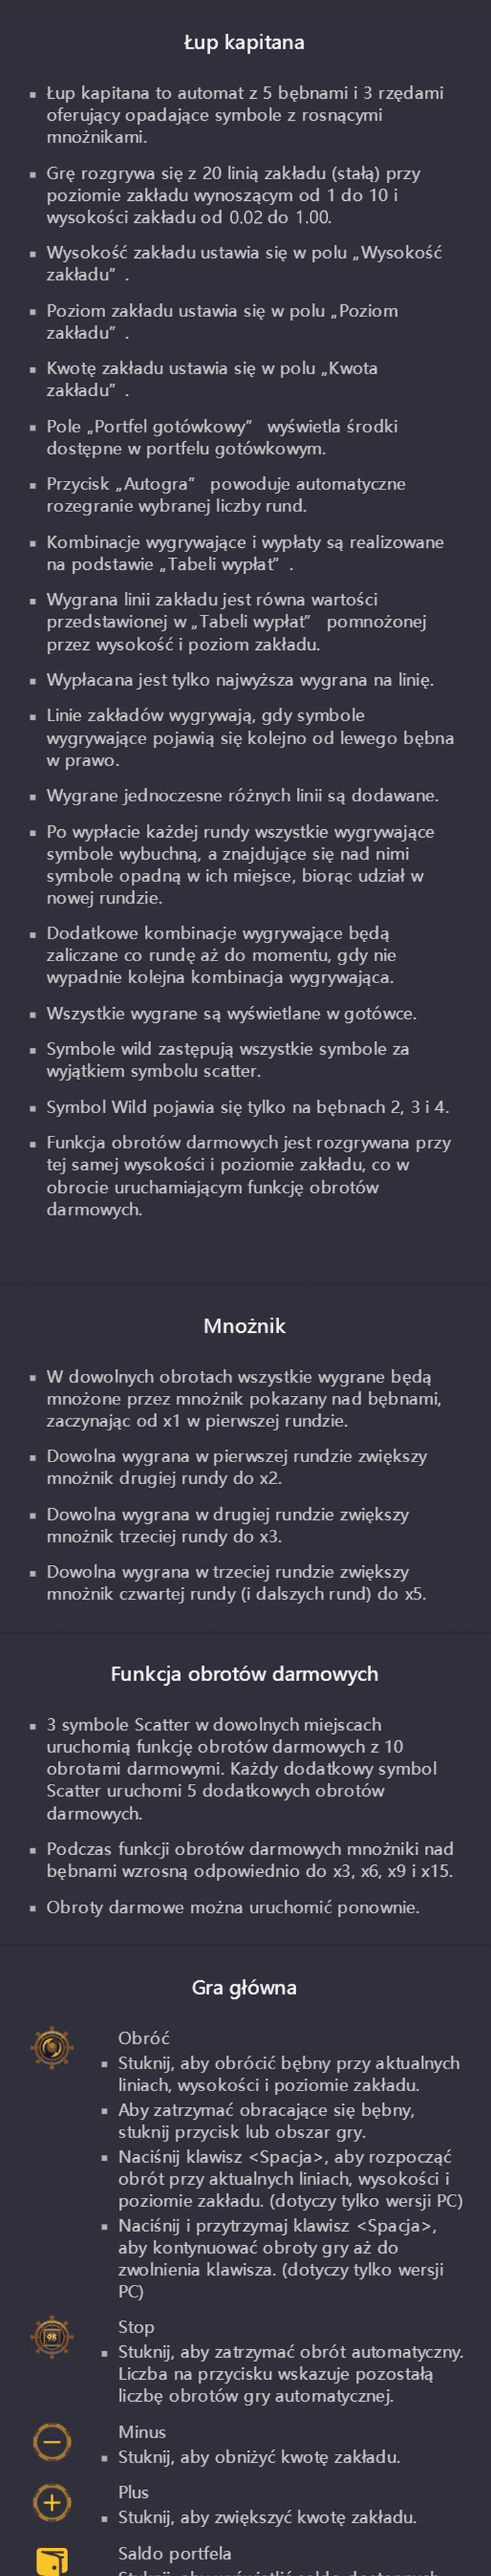 Łup kapitana
▪ Łup kapitana to automat z 5 bębnami i 3 rzędami
oferujący opadające symbole z rosnącymi
mnożnikami.
▪ Grę rozgrywa się z 20 linią zakładu (stałą) przy
poziomie zakładu wynoszącym od 1 do 10 i
wysokości zakładu od 0.02 do 1.00.
▪ Wysokość zakładu ustawia się w polu „Wysokość
zakładu” .
▪ Poziom zakładu ustawia się w polu „Poziom
zakładu” .
▪ Kwotę zakładu ustawia się w polu „Kwota
zakładu” .
▪ Pole „Portfel gotówkowy” wyświetla środki
dostępne w portfelu gotówkowym.
▪ Przycisk „Autogra” powoduje automatyczne
rozegranie wybranej liczby rund.
▪ Kombinacje wygrywające i wypłaty są realizowane
na podstawie „Tabeli wypłat” .
▪ Wygrana linii zakładu jest równa wartości
przedstawionej w „Tabeli wypłat” pomnożonej
przez wysokość i poziom zakładu.
▪ Wypłacana jest tylko najwyższa wygrana na linię.
▪ Linie zakładów wygrywają, gdy symbole
wygrywające pojawią się kolejno od lewego bębna
w prawo.
▪ Wygrane jednoczesne różnych linii są dodawane.
▪ Po wypłacie każdej rundy wszystkie wygrywające
symbole wybuchną, a znajdujące się nad nimi
symbole opadną w ich miejsce, biorąc udział w
nowej rundzie.
▪ Dodatkowe kombinacje wygrywające będą
zaliczane co rundę aż do momentu, gdy nie
wypadnie kolejna kombinacja wygrywająca.
▪ Wszystkie wygrane są wyświetlane w gotówce.
▪ Symbole wild zastępują wszystkie symbole za
wyjątkiem symbolu scatter.
▪ Symbol Wild pojawia się tylko na bębnach 2, 3 i 4.
▪ Funkcja obrotów darmowych jest rozgrywana przy
tej samej wysokości i poziomie zakładu, co w
obrocie uruchamiającym funkcję obrotów
darmowych.
Mnożnik
▪ W dowolnych obrotach wszystkie wygrane będą
mnożone przez mnożnik pokazany nad bębnami,
zaczynając od x1 w pierwszej rundzie.
▪ Dowolna wygrana w pierwszej rundzie zwiększy
mnożnik drugiej rundy do x2.
▪ Dowolna wygrana w drugiej rundzie zwiększy
mnożnik trzeciej rundy do x3.
▪ Dowolna wygrana w trzeciej rundzie zwiększy
mnożnik czwartej rundy (i dalszych rund) do x5.
Funkcja obrotów darmowych
▪ 3 symbole Scatter w dowolnych miejscach
uruchomią funkcję obrotów darmowych z 10
obrotami darmowymi. Każdy dodatkowy symbol
Scatter uruchomi 5 dodatkowych obrotów
darmowych.
▪ Podczas funkcji obrotów darmowych mnożniki nad
bębnami wzrosną odpowiednio do x3, x6, x9 i x15.
▪ Obroty darmowe można uruchomić ponownie.
Gra główna
Obróć
▪ Stuknij, aby obrócić bębny przy aktualnych
liniach, wysokości i poziomie zakładu.
▪ Aby zatrzymać obracające się bębny,
stuknij przycisk lub obszar gry.
▪ Naciśnij klawisz <Spacja>, aby rozpocząć
obrót przy aktualnych liniach, wysokości i
poziomie zakładu. (dotyczy tylko wersji PC)
▪ Naciśnij i przytrzymaj klawisz <Spacja>,
aby kontynuować obroty gry aż do
zwolnienia klawisza. (dotyczy tylko wersji
PC)
Stop
▪ Stuknij, aby zatrzymać obrót automatyczny.
Liczba na przycisku wskazuje pozostałą
liczbę obrotów gry automatycznej.
Minus
▪ Stuknij, aby obniżyć kwotę zakładu.
Plus
▪ Stuknij, aby zwiększyć kwotę zakładu.
Saldo portfela